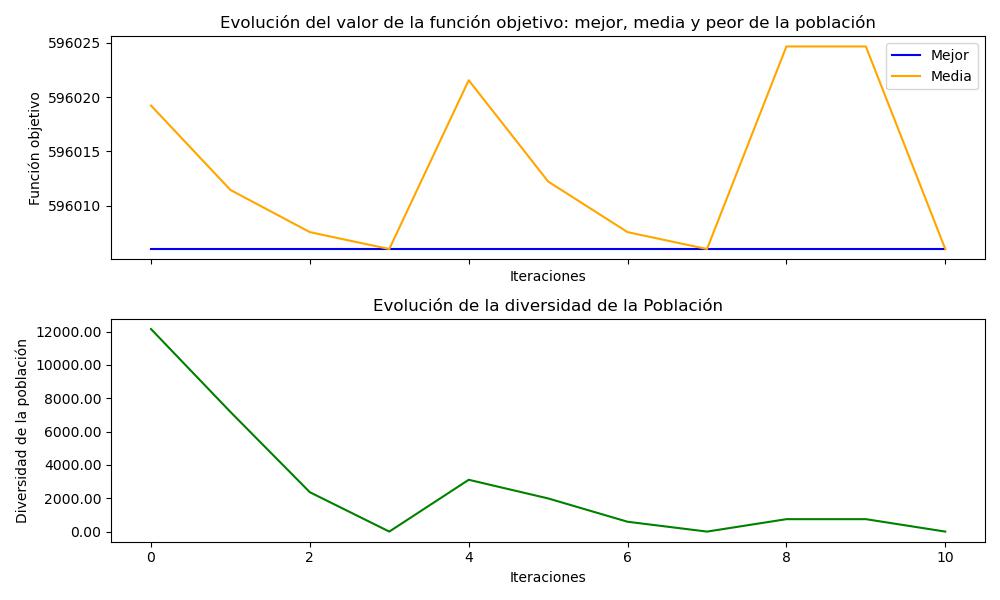 Evolución del valor de la función objetivo: mejor, media y peor de la población
Función objetivo
596025
596020
596015
596010
Mejor
Media
Iteraciones
Evolución de la diversidad de la Población
Diversidad de la población
12000.00
10000.00
8000.00
6000.00
4000.00
2000.00
0.00
0 2 4 6 8 10
Iteraciones